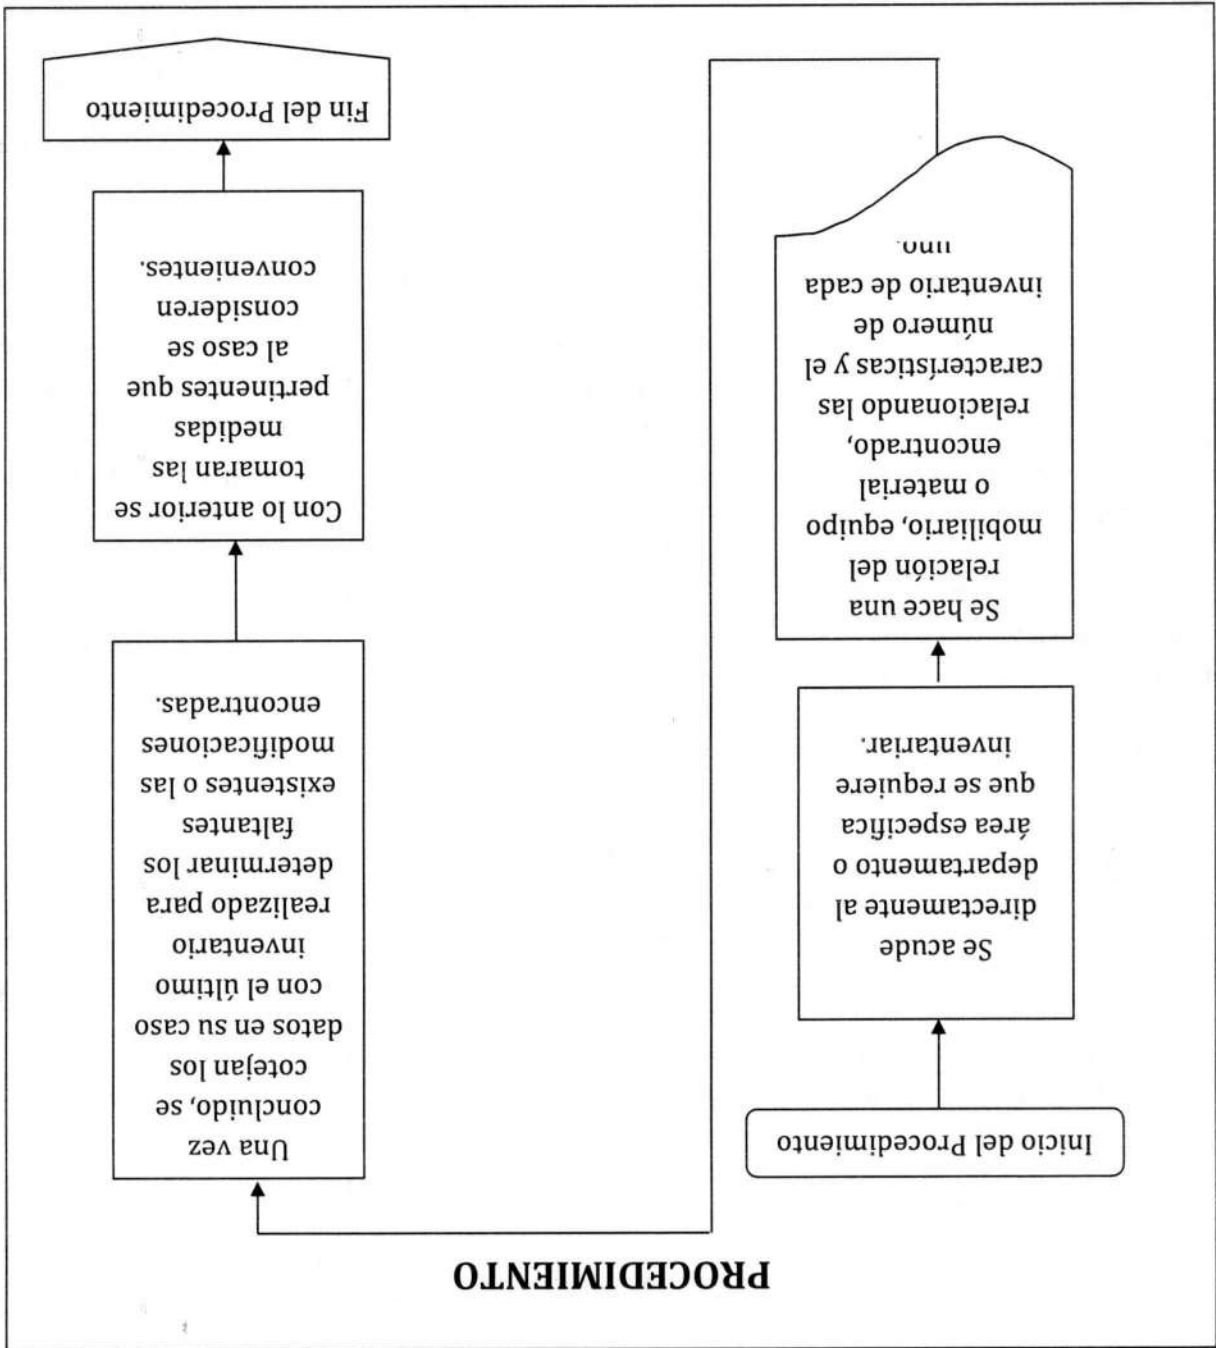 PROCEDIMIENTO
Inicio del Procedimiento
Se acude
directamente al
departamento o
área especifica
que se requiere
inventariar.
Se hace una
relación del
mobiliario, equipo
o material
encontrado,
relacionando las
características y el
número de
inventario de cada
uno.
Una vez
concluido, se
cotejan los
datos en su caso
con el último
inventario
realizado para
determinar los
faltantes
existentes o las
modificaciones
encontradas.
Con lo anterior se
tomaran las
medidas
pertinentes que
al caso se
consideren
convenientes.
Fin del Procedimiento